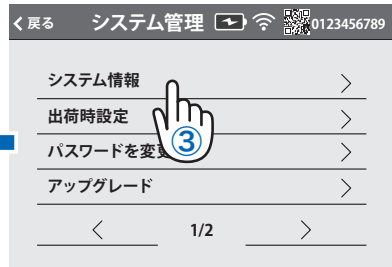 戻る システム管理 0123456789
システム情報
出荷時設定
③
パスワードを変更
アップグレード
1/2